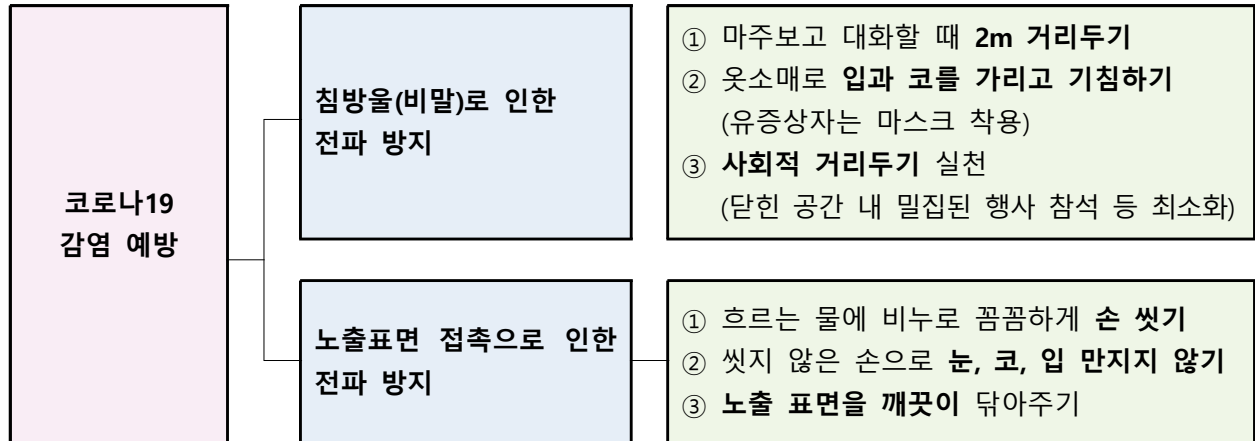 코로나19
감염 예방
침방울(비말)로 인한
전파 방지
① 마주보고 대화할 때 2m 거리두기
② 옷소매로 입과 코를 가리고 기침하기
(유증상자는 마스크 착용)
③ 사회적 거리두기 실천
(닫힌 공간 내 밀집된 행사 참석 등 최소화)
노출표면 접촉으로 인한
전파 방지
① 흐르는 물에 비누로 꼼꼼하게 손 씻기
② 씻지 않은 손으로 눈, 코, 입 만지지 않기
③ 노출 표면을 깨끗이 닦아주기